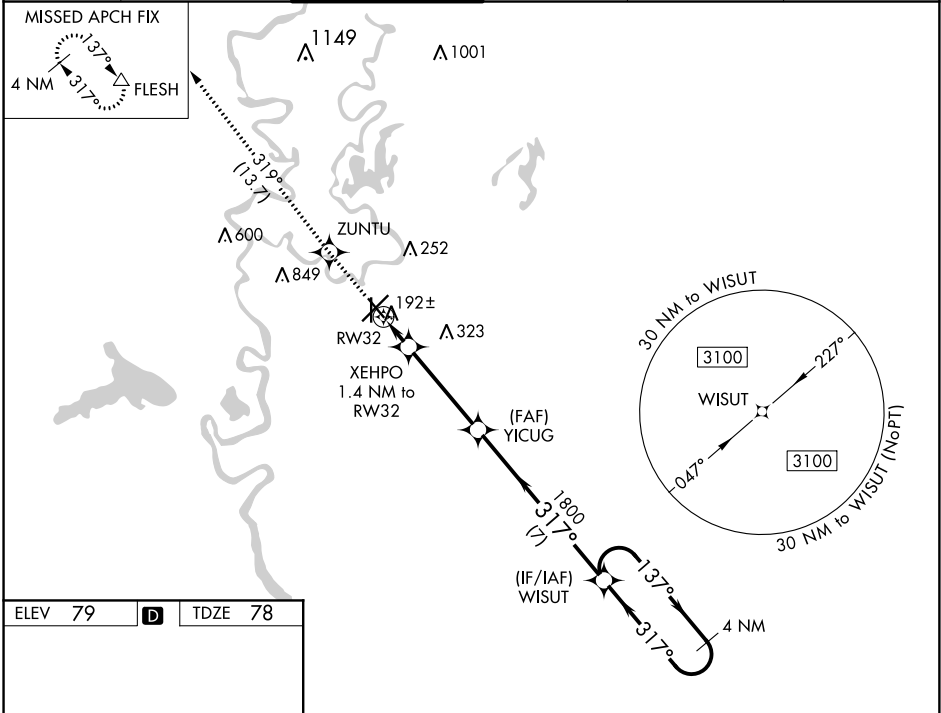 MISSED APCH FIX
137°
4 NM
317°
FLESH
1149
1001
319°
(13.7)
ZUNTU
600
252
849
192±
RW32
323
XEHPO
1.4 NM to
RW32
(FAF)
YICUG
1800
317°
(7)
(IF/IAF)
WISUT
137°
317°
4 NM
30 NM to WISUT
3100
227°
WISUT
047°
3100
30 NM to WISUT (NoPT)
ELEV 79 D TDZE 78